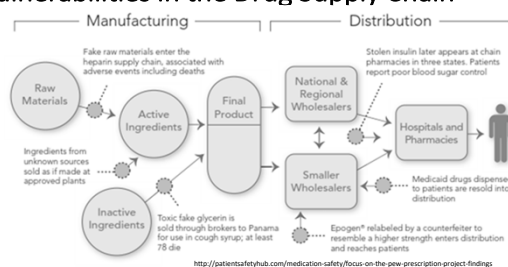 in the Drug Supply Chain
Manufacturing
Distribution
Fake raw materials enter the
heparin supply chain, associated with
adverse events including deaths
Stolen insulin later appears at chain
pharmacies in three states. Patients
report poor blood sugar control
Raw
Materials
Active
Ingredients
Final
Product
National &
Regional
Wholesalers
Hospitals and
Pharmacies
Ingredients from
unknown sources
sold as if made at
approved plants
Inactive
Ingredients
Smaller
Wholesalers
Medicaid drugs dispense
to patients are resold into
distribution
Toxic fake glycerin is
sold through brokers to Panama
for use in cough syrup; at least
78 die
Epogen® relabeled by a counterfeiter to
resemble a higher strength enters distribution
and reaches patients
http://patientsafetyhub.com/medication-safety/focus-on-the-pew-prescription-project-findings